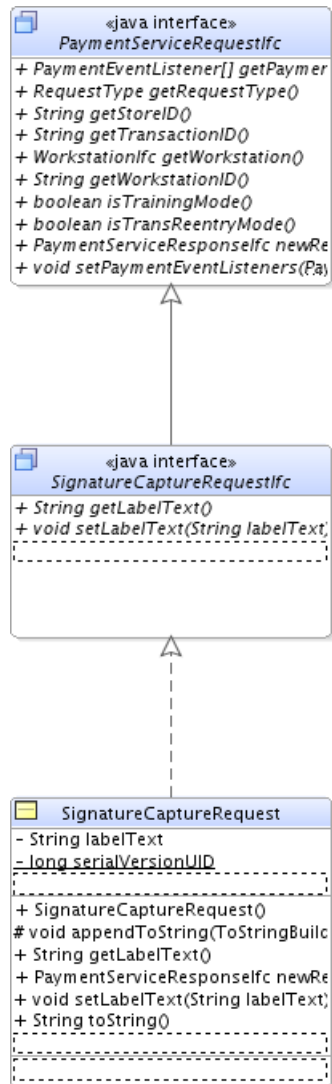 «java interface»
PaymentServiceRequestIfc
+ PaymentEventListener[] getPaymer
+ RequestType getRequestType()
+ String getStoreID()
+ String getTransactionID()
+ WorkstationIfc getWorkstation()
+ String getWorkstationID()
+ boolean isTrainingMode()
+ boolean isTransReentryMode()
+ PaymentServiceResponseIfc newRe
+ void setPaymentEventListeners(Pay
«java interface»
SignatureCaptureRequestIfc
+ String getLabelText()
+ void setLabelText(String labelText)
SignatureCaptureRequest
- String labelText
- long serialVersionUID
+ SignatureCaptureRequest()
# void appendToString(ToStringBuilc
+ String getLabelText()
+ PaymentServiceResponseIfc newRe
+ void setLabelText(String labelText)
+ String toString()